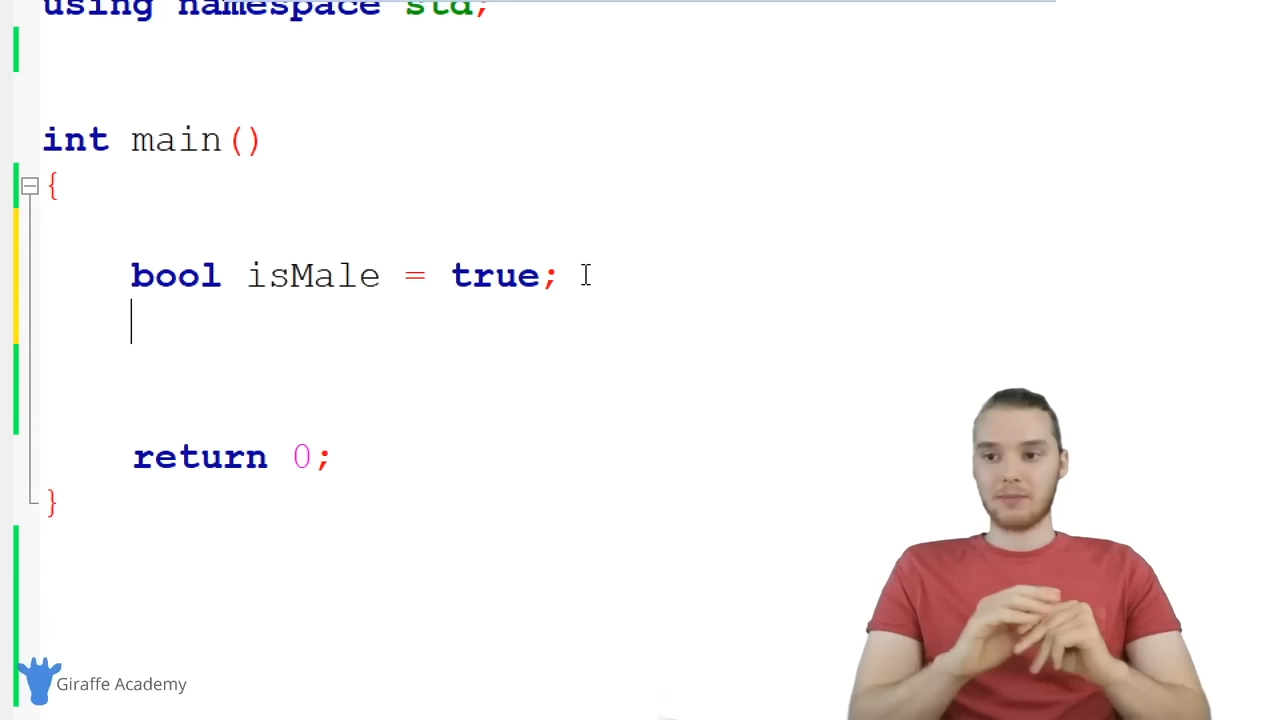 using namespace std;
int main()
{
bool isMale = true;
return 0;
}
Giraffe Academy